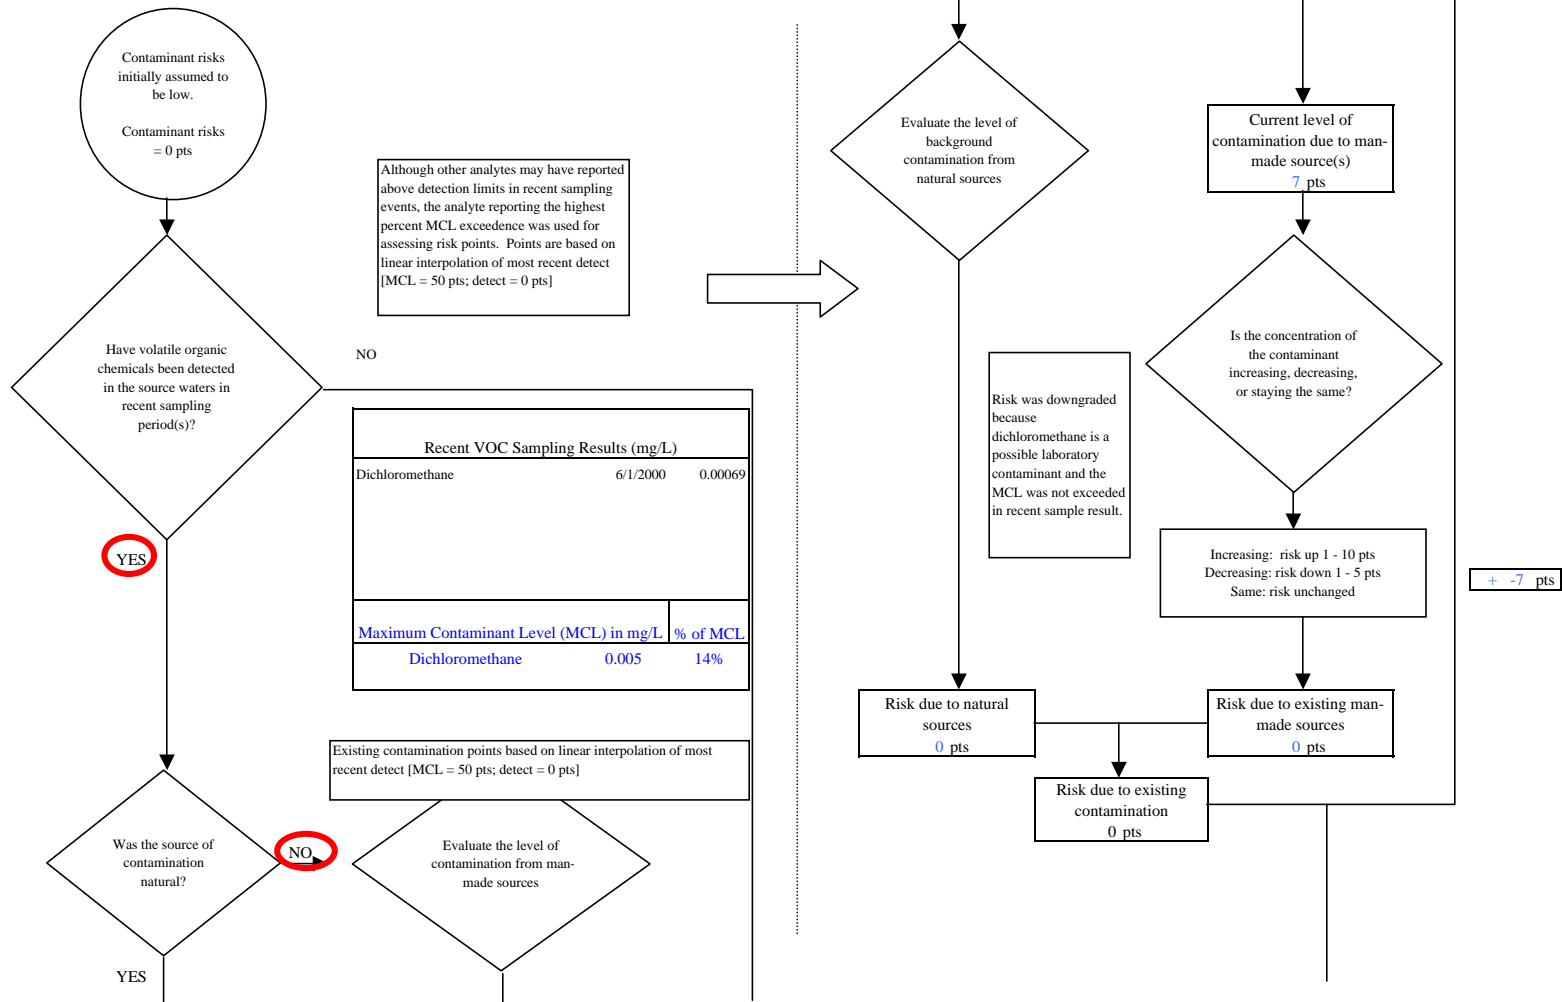 Contaminant risks
initially assumed to
be low.
Contaminant risks
= 0 pts
Although other analytes may have reported
above detection limits in recent sampling
events, the analyte reporting the highest
percent MCL exceedence was used for
assessing risk points.  Points are based on
linear interpolation of most recent detect
[MCL = 50 pts; detect = 0 pts]
Have volatile organic
chemicals been detected
in the source waters in
recent sampling
period(s)?
NO
YES
Recent VOC Sampling Results (mg/L)
Dichloromethane 6/1/2000 0.00069
Maximum Contaminant Level (MCL) in mg/L % of MCL
Dichloromethane 0.005 14%
Existing contamination points based on linear interpolation of most
recent detect [MCL = 50 pts; detect = 0 pts]
Was the source of
contamination
natural?
NO
YES
Evaluate the level of
contamination from man-
made sources
Evaluate the level of
background
contamination from
natural sources
Current level of
contamination due to man-
made source(s)
7 pts
Is the concentration of
the contaminant
increasing, decreasing,
or staying the same?
Risk was downgraded
because
dichloromethane is a
possible laboratory
contaminant and the
MCL was not exceeded
in recent sample result.
Increasing:  risk up 1 - 10 pts
Decreasing: risk down 1 - 5 pts
Same: risk unchanged
+ -7 pts
Risk due to natural
sources
0 pts
Risk due to existing man-
made sources
0 pts
Risk due to existing
contamination
0 pts